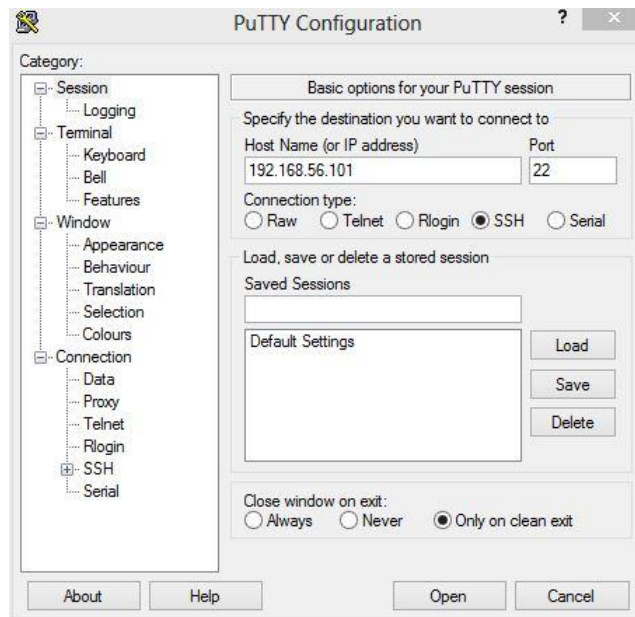 PuTTY Configuration ? ×
Category:
Session
Logging
Terminal
Keyboard
Bell
Features
Window
Appearance
Behaviour
Translation
Selection
Colours
Connection
Data
Proxy
Telnet
Rlogin
SSH
Serial
Basic options for your PuTTY session
Specify the destination you want to connect to
Host Name (or IP address) Port
192.168.56.101 22
Connection type:
Raw Telnet Rlogin SSH Serial
Load, save or delete a stored session
Saved Sessions
Default Settings
Load
Save
Delete
Close window on exit:
Always Never Only on clean exit
About Help Open Cancel